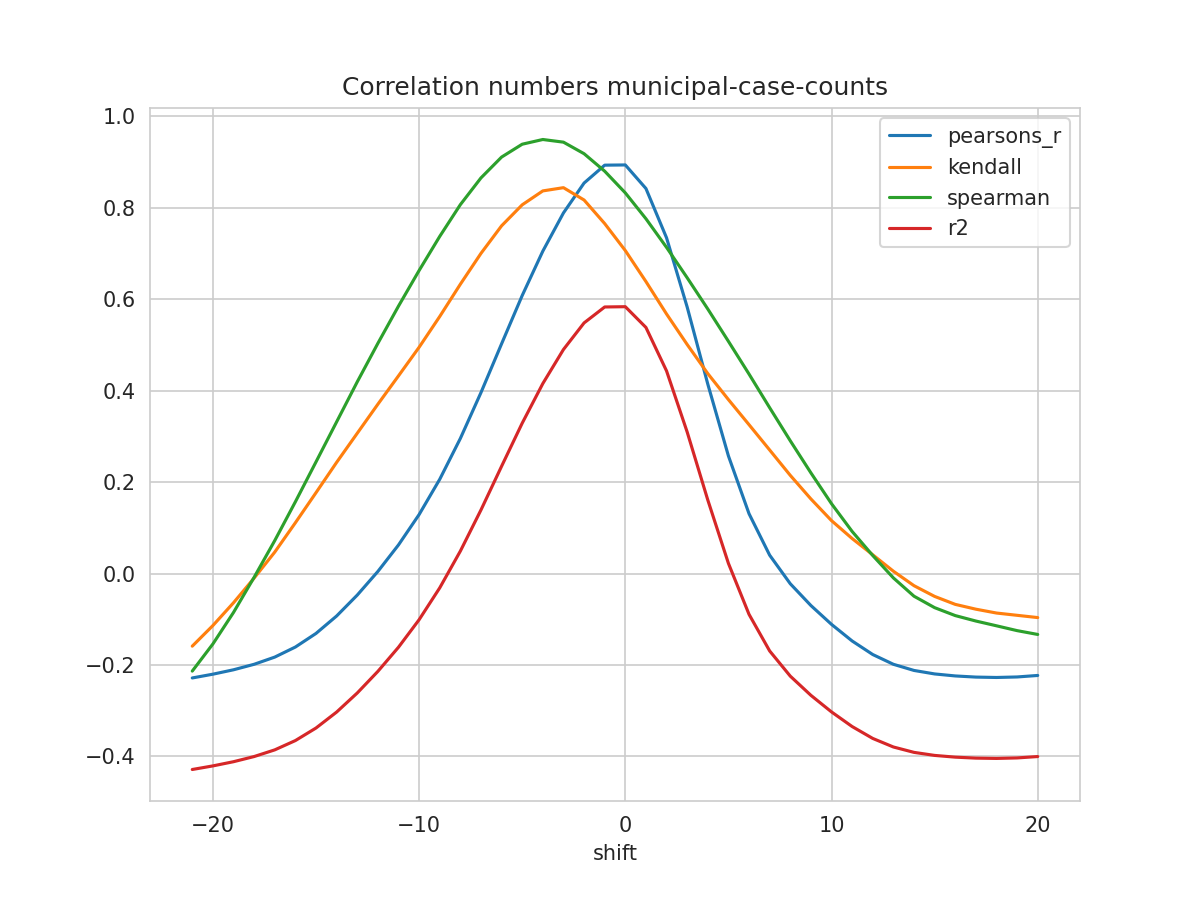 Correlation numbers municipal-case-counts
1.0
0.8
0.6
0.4
0.2
0.0
−0.2
−0.4
pearsons_r
kendall
spearman
r2
−20 −10 0 10 20
shift